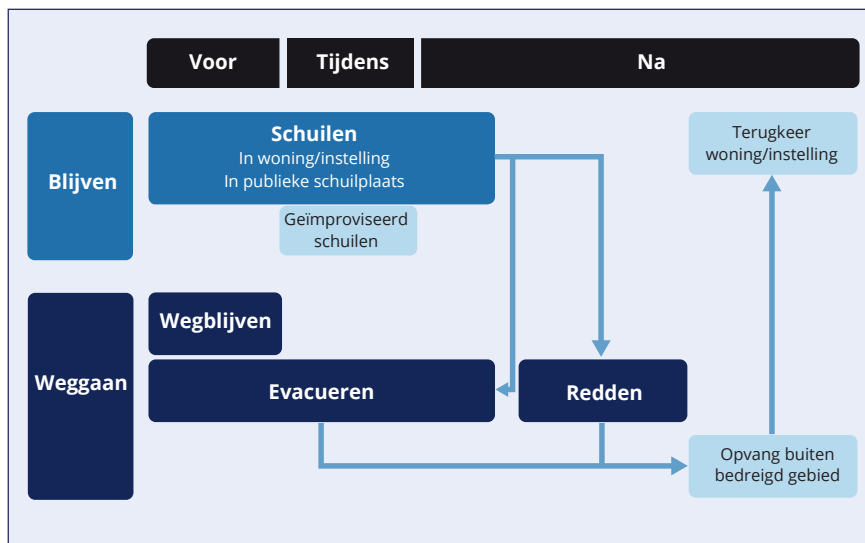 Voor
Tijdens
Na
Blijven
Schuilen
In woning/instelling
In publieke schuilplaats
Geïmproviseerd
schuilen
Terugkeer
woning/instelling
Weggaan
Wegblijven
Evacueren
Redden
Opvang buiten
bedreigd gebied